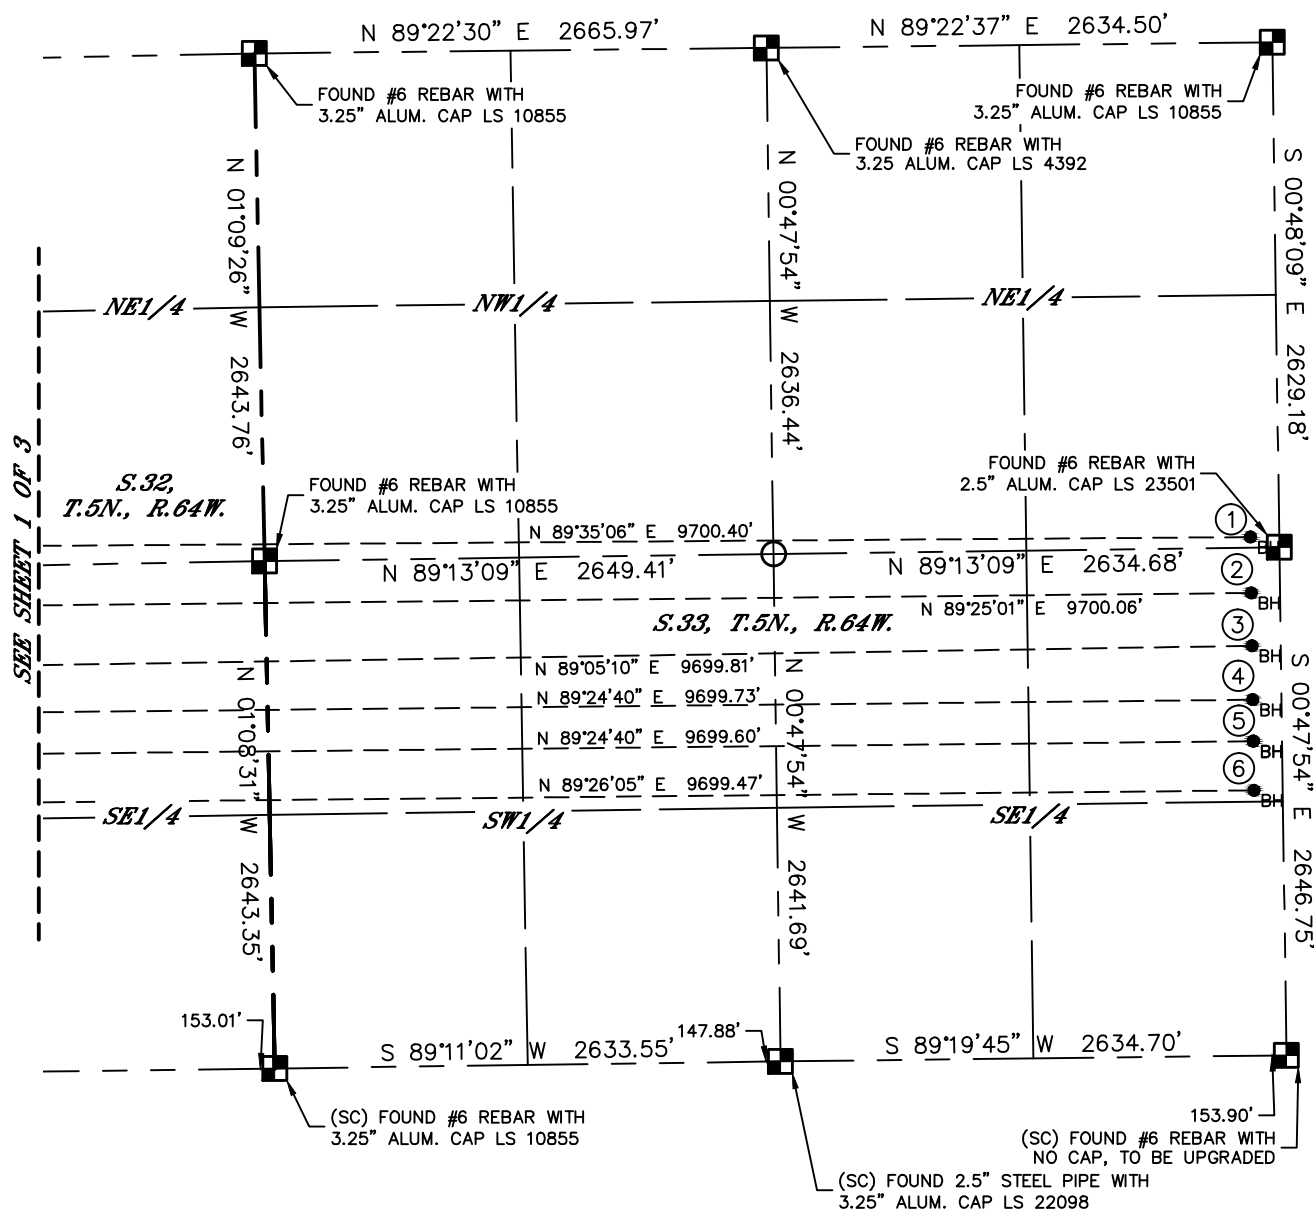 N 89°22'30" E 2665.97'
N 89°22'37" E 2634.50'
FOUND #6 REBAR WITH
3.25" ALUM. CAP LS 10855
FOUND #6 REBAR WITH
3.25 ALUM. CAP LS 4392
FOUND #6 REBAR WITH
3.25" ALUM. CAP LS 10855
N 01°09'26" W 2643.76'
N 00°47'54" W 2636.44'
S 00°48'09" E 2629.18'
NE1/4
NW1/4
NE1/4
SEE SHEET 1 OF 3
S.32,
T.5N., R.64W.
FOUND #6 REBAR WITH
3.25" ALUM. CAP LS 10855
FOUND #6 REBAR WITH
2.5" ALUM. CAP LS 23501
N 89°35'06" E 9700.40'
1
BH
N 89°13'09" E 2649.41'
N 89°13'09" E 2634.68'
2
BH
N 89°25'01" E 9700.06'
S.33, T.5N., R.64W.
3
BH
N 89°05'10" E 9699.81'
4
BH
N 89°24'40" E 9699.73'
5
BH
N 89°24'40" E 9699.60'
6
BH
N 89°26'05" E 9699.47'
N 01°08'31" W 2643.35'
N 00°47'54" W 2641.69'
S 00°47'54" E 2646.75'
SE1/4
SW1/4
SE1/4
153.01'
S 89°11'02" W 2633.55'
147.88'
S 89°19'45" W 2634.70'
153.90'
(SC) FOUND #6 REBAR WITH
3.25" ALUM. CAP LS 10855
(SC) FOUND #6 REBAR WITH
NO CAP, TO BE UPGRADED
(SC) FOUND 2.5" STEEL PIPE WITH
3.25" ALUM. CAP LS 22098